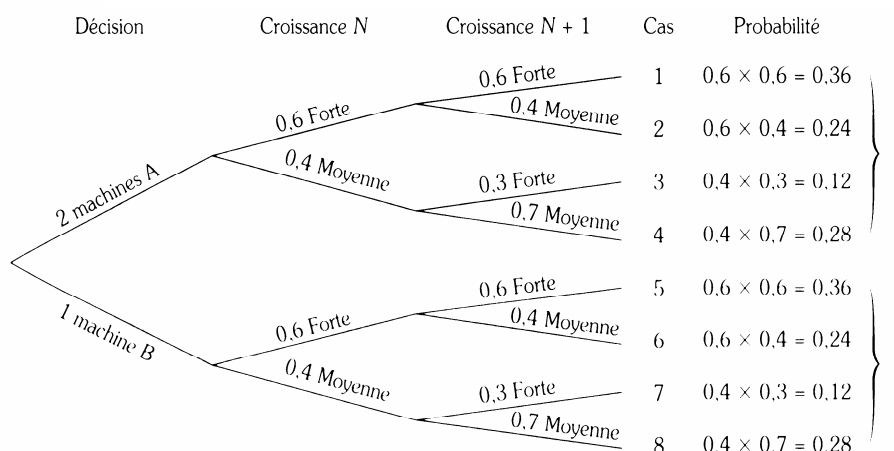 Décision Croissance N Croissance N + 1 Cas Probabilité
0,6 Forte 1 0,6 × 0,6 = 0,36
0,6 Forte 0,4 Moyenne 2 0,6 × 0,4 = 0,24
2 machines A 0,4 Moyenne 0,3 Forte 3 0,4 × 0,3 = 0,12
0,7 Moyenne 4 0,4 × 0,7 = 0,28
0,6 Forte 5 0,6 × 0,6 = 0,36
1 machine B 0,6 Forte 0,4 Moyenne 6 0,6 × 0,4 = 0,24
0,4 Moyenne 0,3 Forte 7 0,4 × 0,3 = 0,12
0,7 Moyenne 8 0,4 × 0,7 = 0,28